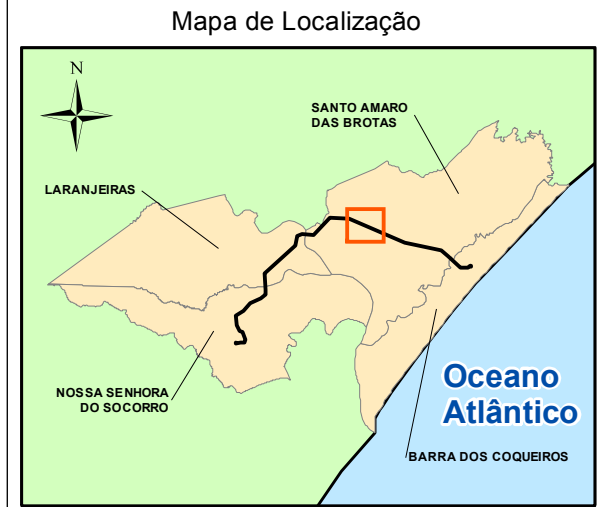 Mapa de Localização
N
SANTO AMARO
DAS BROTAS
LARANJEIRAS
Oceano
Atlântico
NOSSA SENHORA
DO SOCORRO
BARRA DOS COQUEIROS